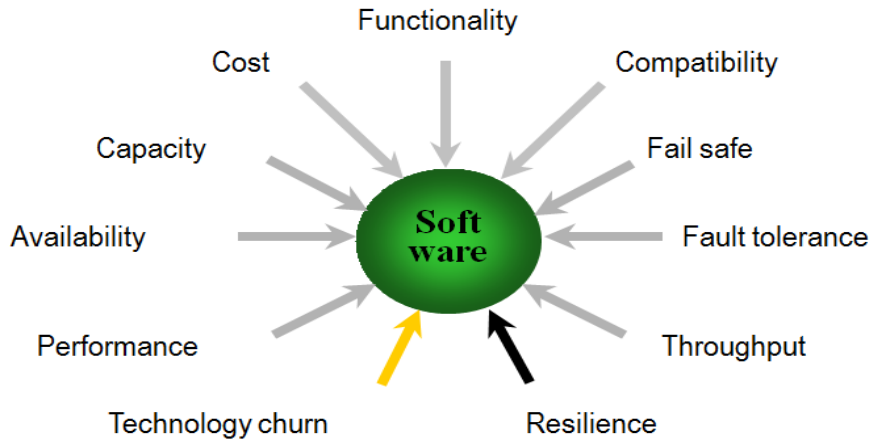 Functionality
Cost
Compatibility
Capacity
Fail safe
Soft
ware
Availability
Fault tolerance
Performance
Throughput
Technology churn
Resilience